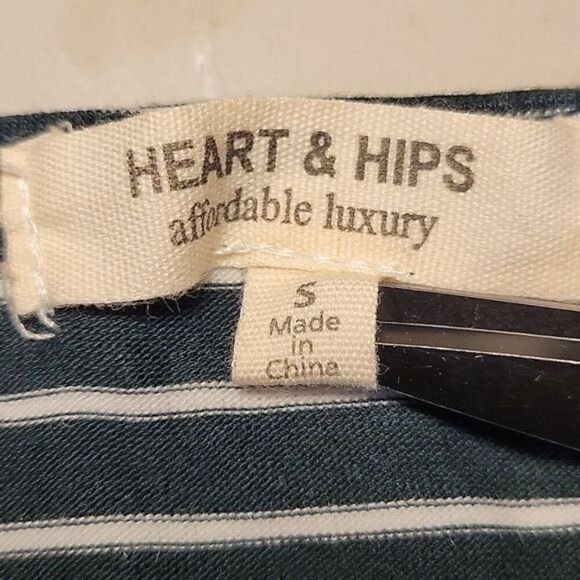 HEART & HIPS
affordable luxury
S
Made
in
China